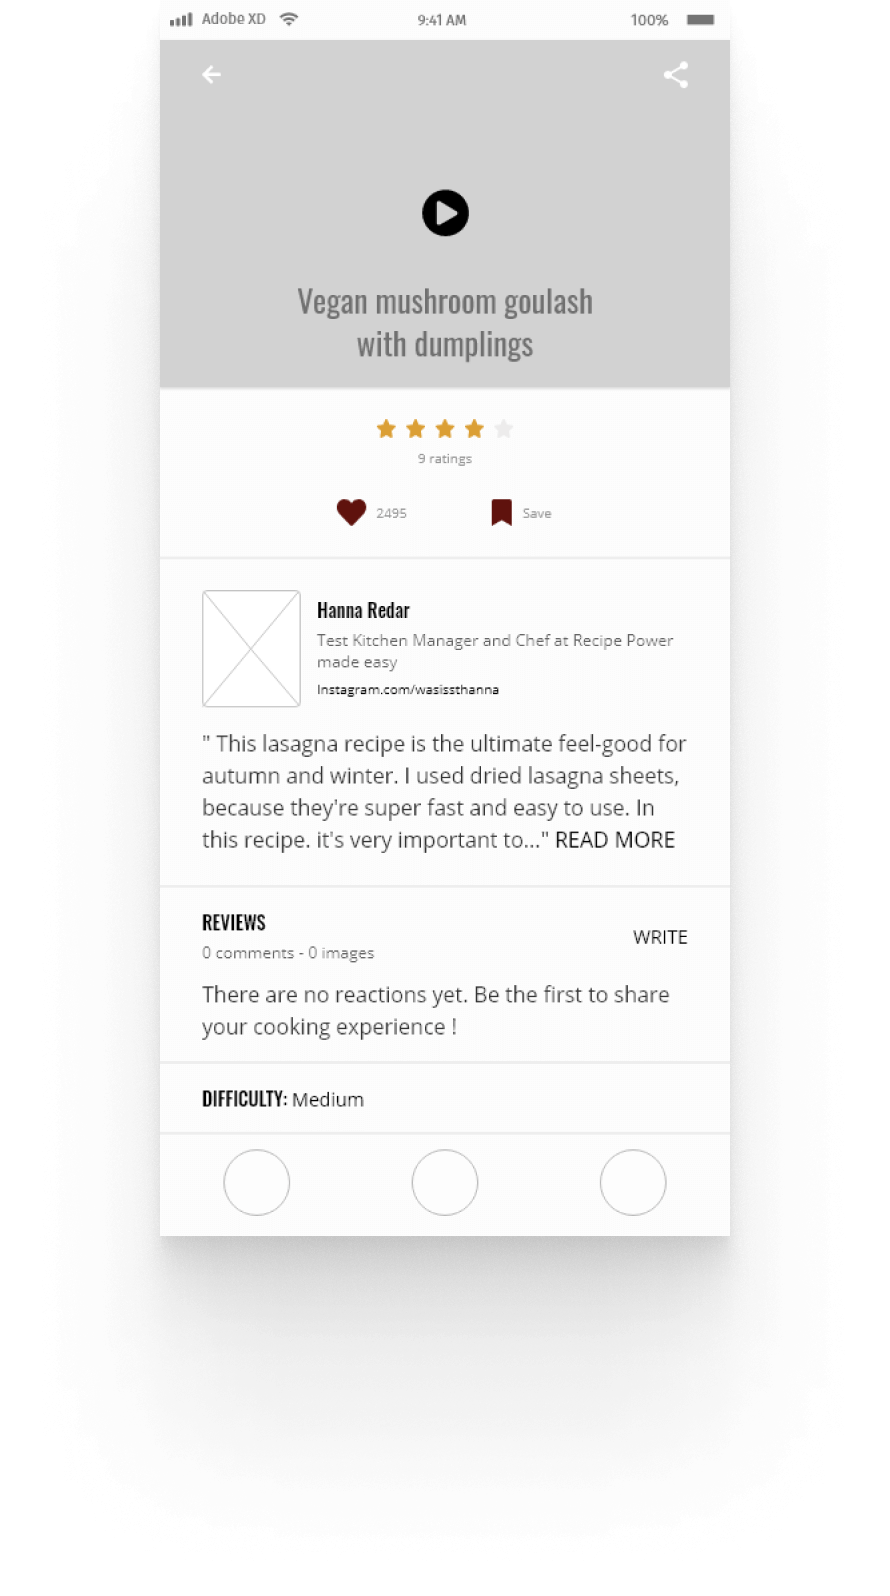 Adobe XD 9:41 AM 100%
Vegan mushroom goulash
with dumplings
9 ratings
2495 Save
Hanna Redar
Test Kitchen Manager and Chef at Recipe Power
made easy
Instagram.com/wasissthanna
" This lasagna recipe is the ultimate feel-good for
autumn and winter. I used dried lasagna sheets,
because they're super fast and easy to use. In
this recipe. it's very important to..." READ MORE
REVIEWS
WRITE
0 comments - 0 images
There are no reactions yet. Be the first to share
your cooking experience !
DIFFICULTY: Medium